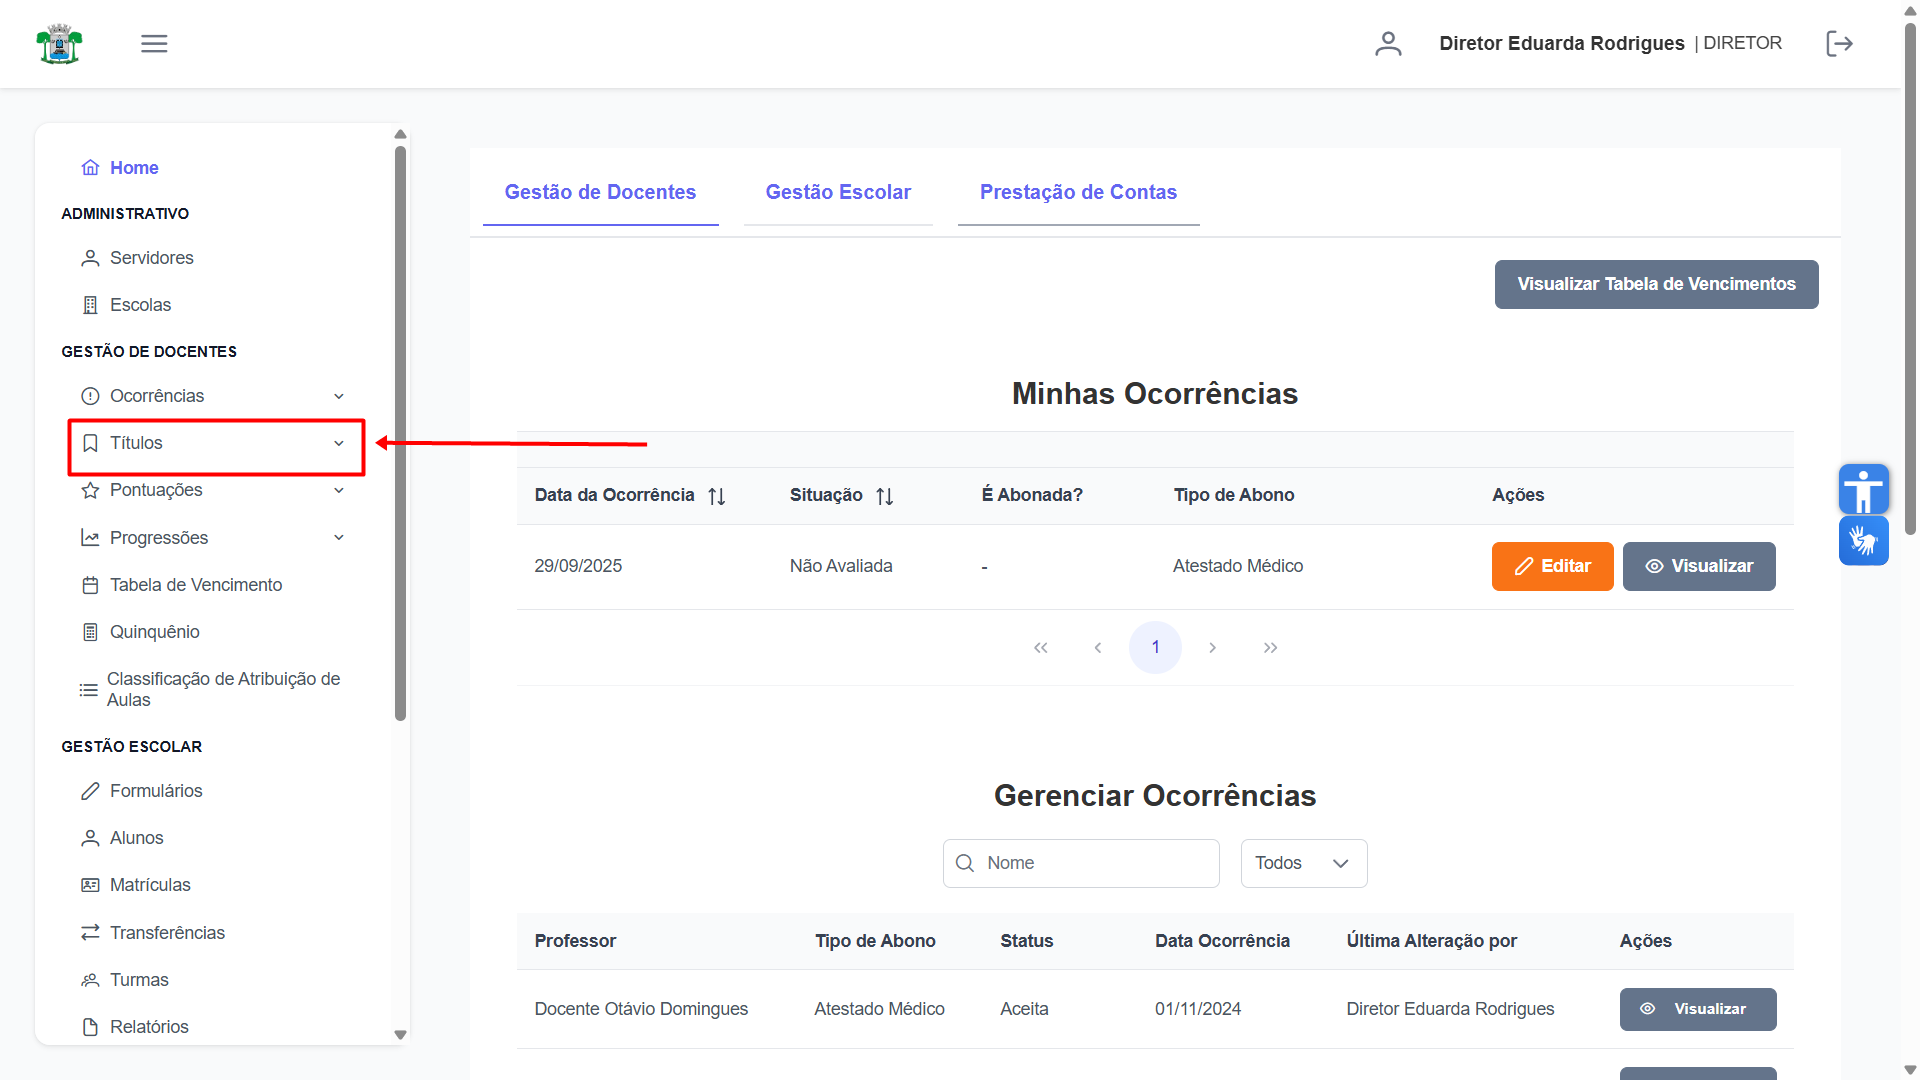 Diretor Eduarda Rodrigues | DIRETOR
Home
ADMINISTRATIVO
Servidores
Escolas
GESTÃO DE DOCENTES
Ocorrências
Títulos
Pontuações
Progressões
Tabela de Vencimento
Quinquênio
Classificação de Atribuição de
Aulas
GESTÃO ESCOLAR
Formulários
Alunos
Matrículas
Transferências
Turmas
Relatórios
Gestão de Docentes Gestão Escolar Prestação de Contas
Visualizar Tabela de Vencimentos
Minhas Ocorrências
Data da Ocorrência Situação É Abonada? Tipo de Abono Ações
29/09/2025 Não Avaliada - Atestado Médico Editar Visualizar
1
Gerenciar Ocorrências
Nome Todos
Professor Tipo de Abono Status Data Ocorrência Última Alteração por Ações
Docente Otávio Domingues Atestado Médico Aceita 01/11/2024 Diretor Eduarda Rodrigues Visualizar